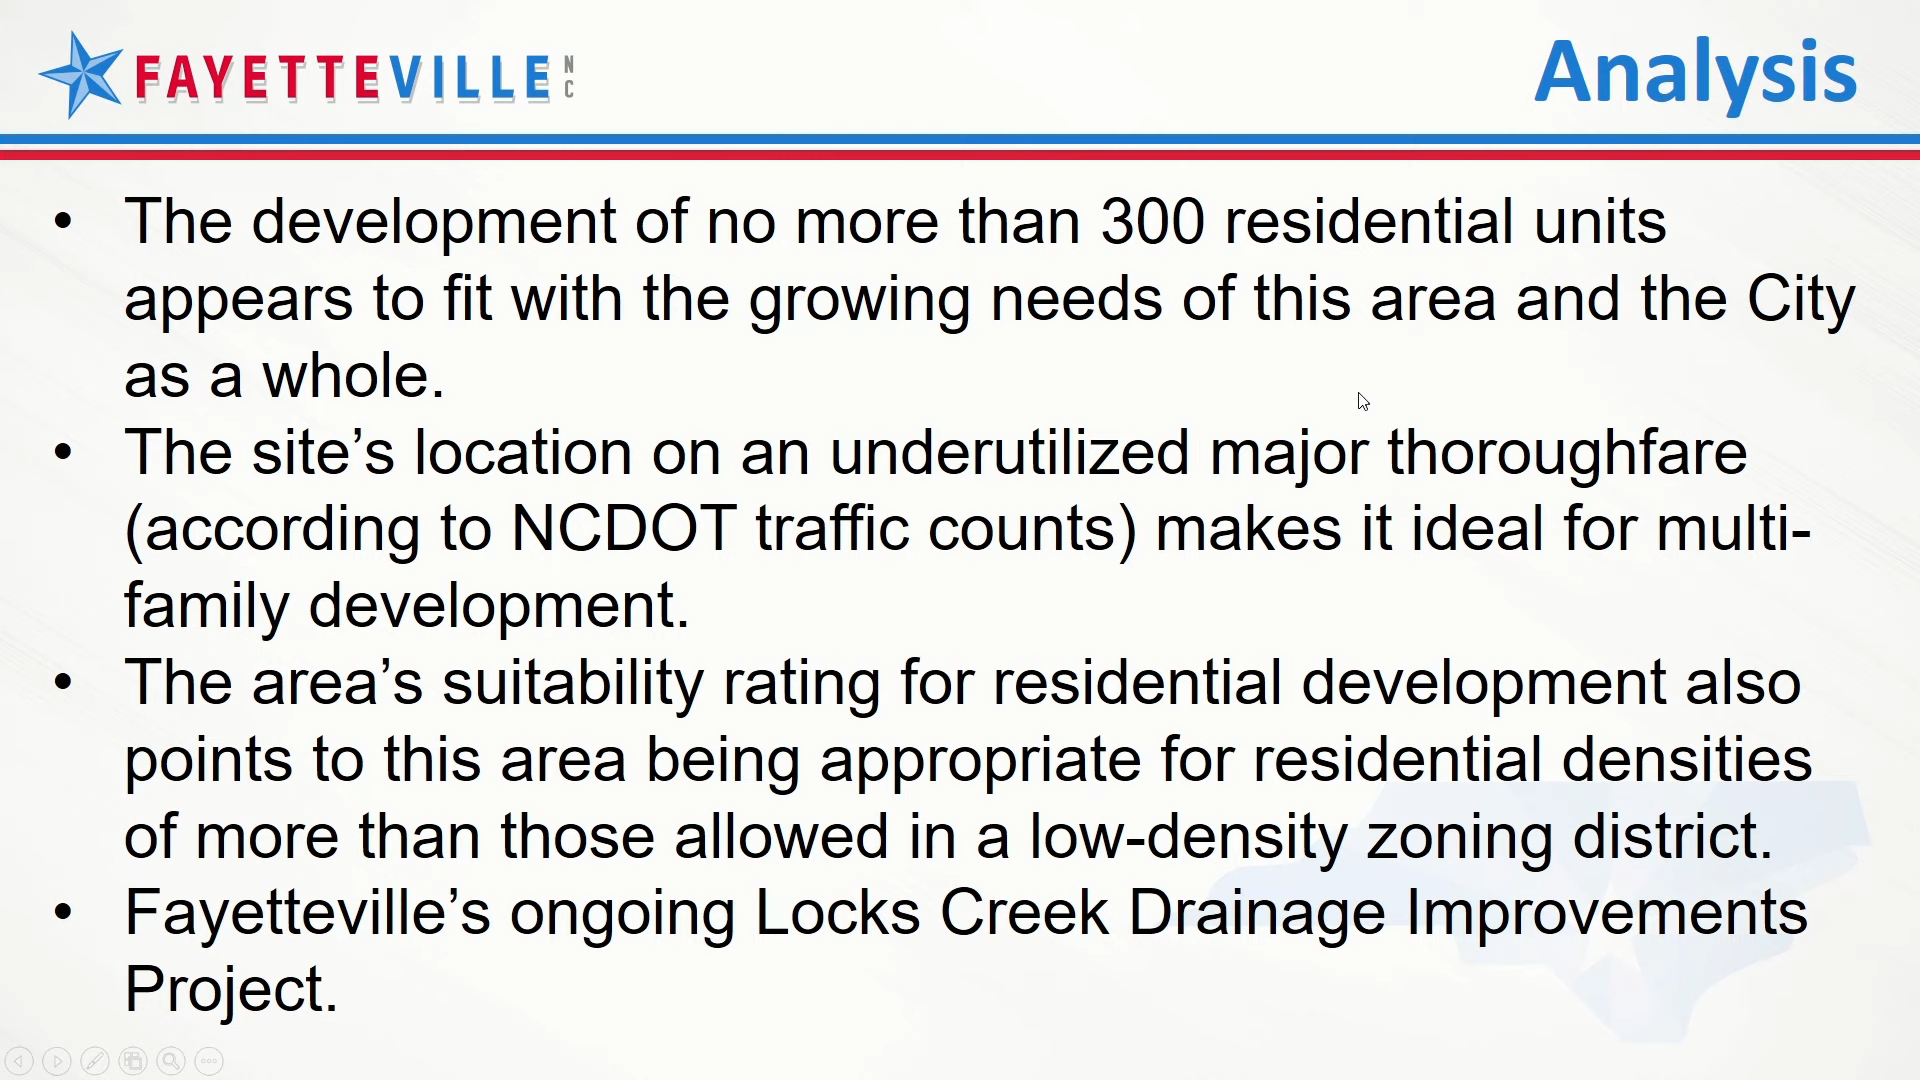 FAYETTEVILLE NC
Analysis
• The development of no more than 300 residential units
appears to fit with the growing needs of this area and the City
as a whole.
• The site’s location on an underutilized major thoroughfare
(according to NCDOT traffic counts) makes it ideal for multi-
family development.
• The area’s suitability rating for residential development also
points to this area being appropriate for residential densities
of more than those allowed in a low-density zoning district.
• Fayetteville’s ongoing Locks Creek Drainage Improvements
Project.